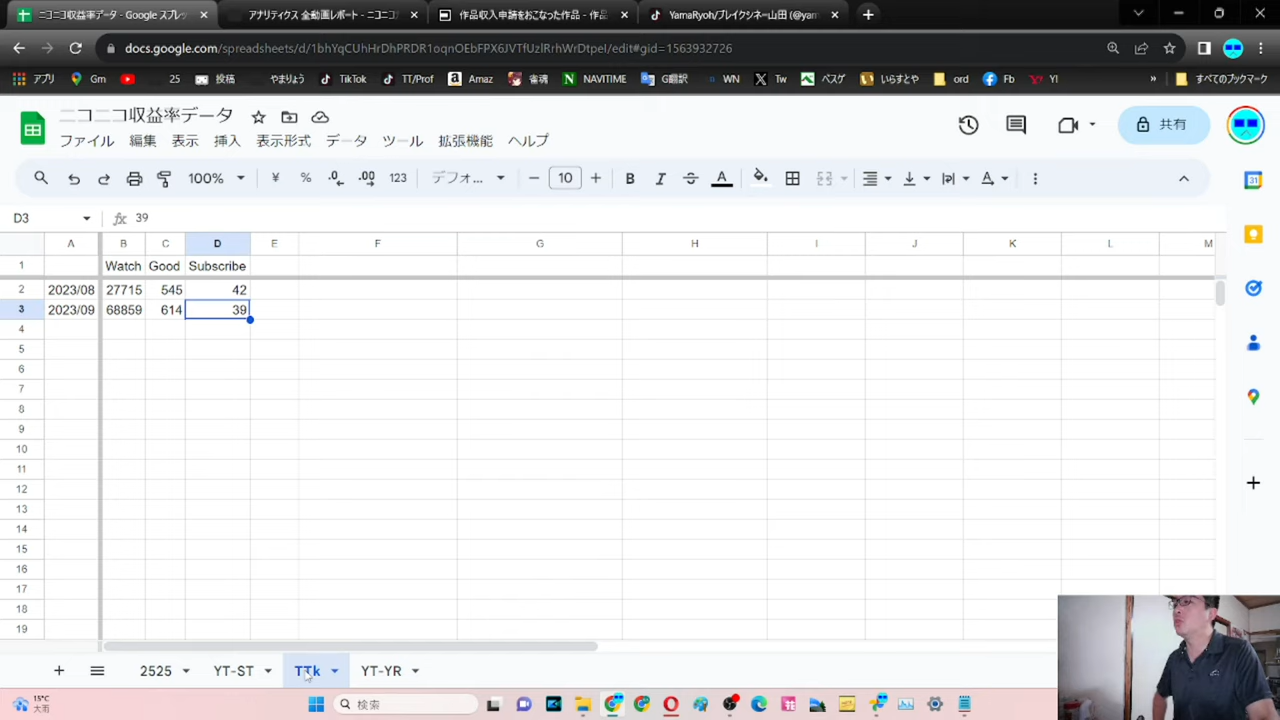 ニコニコ収益率データ - Google スプレッ
アナリティクス 全動画レポート - ニコニコ
作品収入申請をおこなった作品 - 作品
YamaRyoh/ブレイクシネー山田 (@yam
docs.google.com/spreadsheets/d/1bhYqCUhHrDhPRDR1oqnOEbFPX6JVTfUzlRrhWrDtpeI/edit#gid=1563932726
アプリ Gm 25 投稿 やまりょう TikTok TT/Prof Amaz 雀魂 NAVITIME G翻訳 WN Tw ベスゲ いらすとや ord Fb Y! » すべてのブックマーク
ニコニコ収益率データ
ファイル 編集 表示 挿入 表示形式 データ ツール 拡張機能 ヘルプ
共有
100% ¥ % .0 .00 123 デフォ... 10 B I A
D3 fx 39
A B C D E F G H I J K L M
1 Watch Good Subscribe
2 2023/08 27715 545 42
3 2023/09 68859 614 39
4
5
6
7
8
9
10
11
12
13
14
15
16
17
18
19
2525 YT-ST TTk YT-YR
15°C
大雨
検索